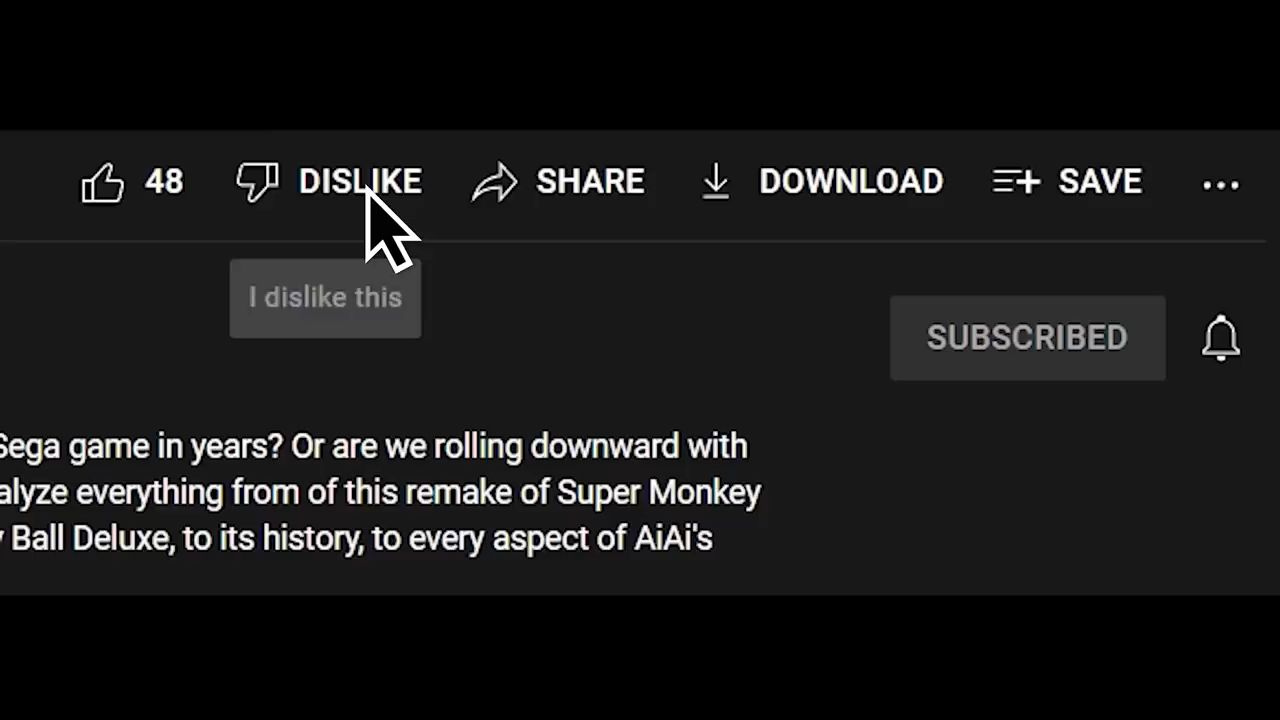 48 DISLIKE SHARE DOWNLOAD SAVE ...
I dislike this
SUBSCRIBED
Sega game in years? Or are we rolling downward with
alyze everything from of this remake of Super Monkey
Ball Deluxe, to its history, to every aspect of AiAi's